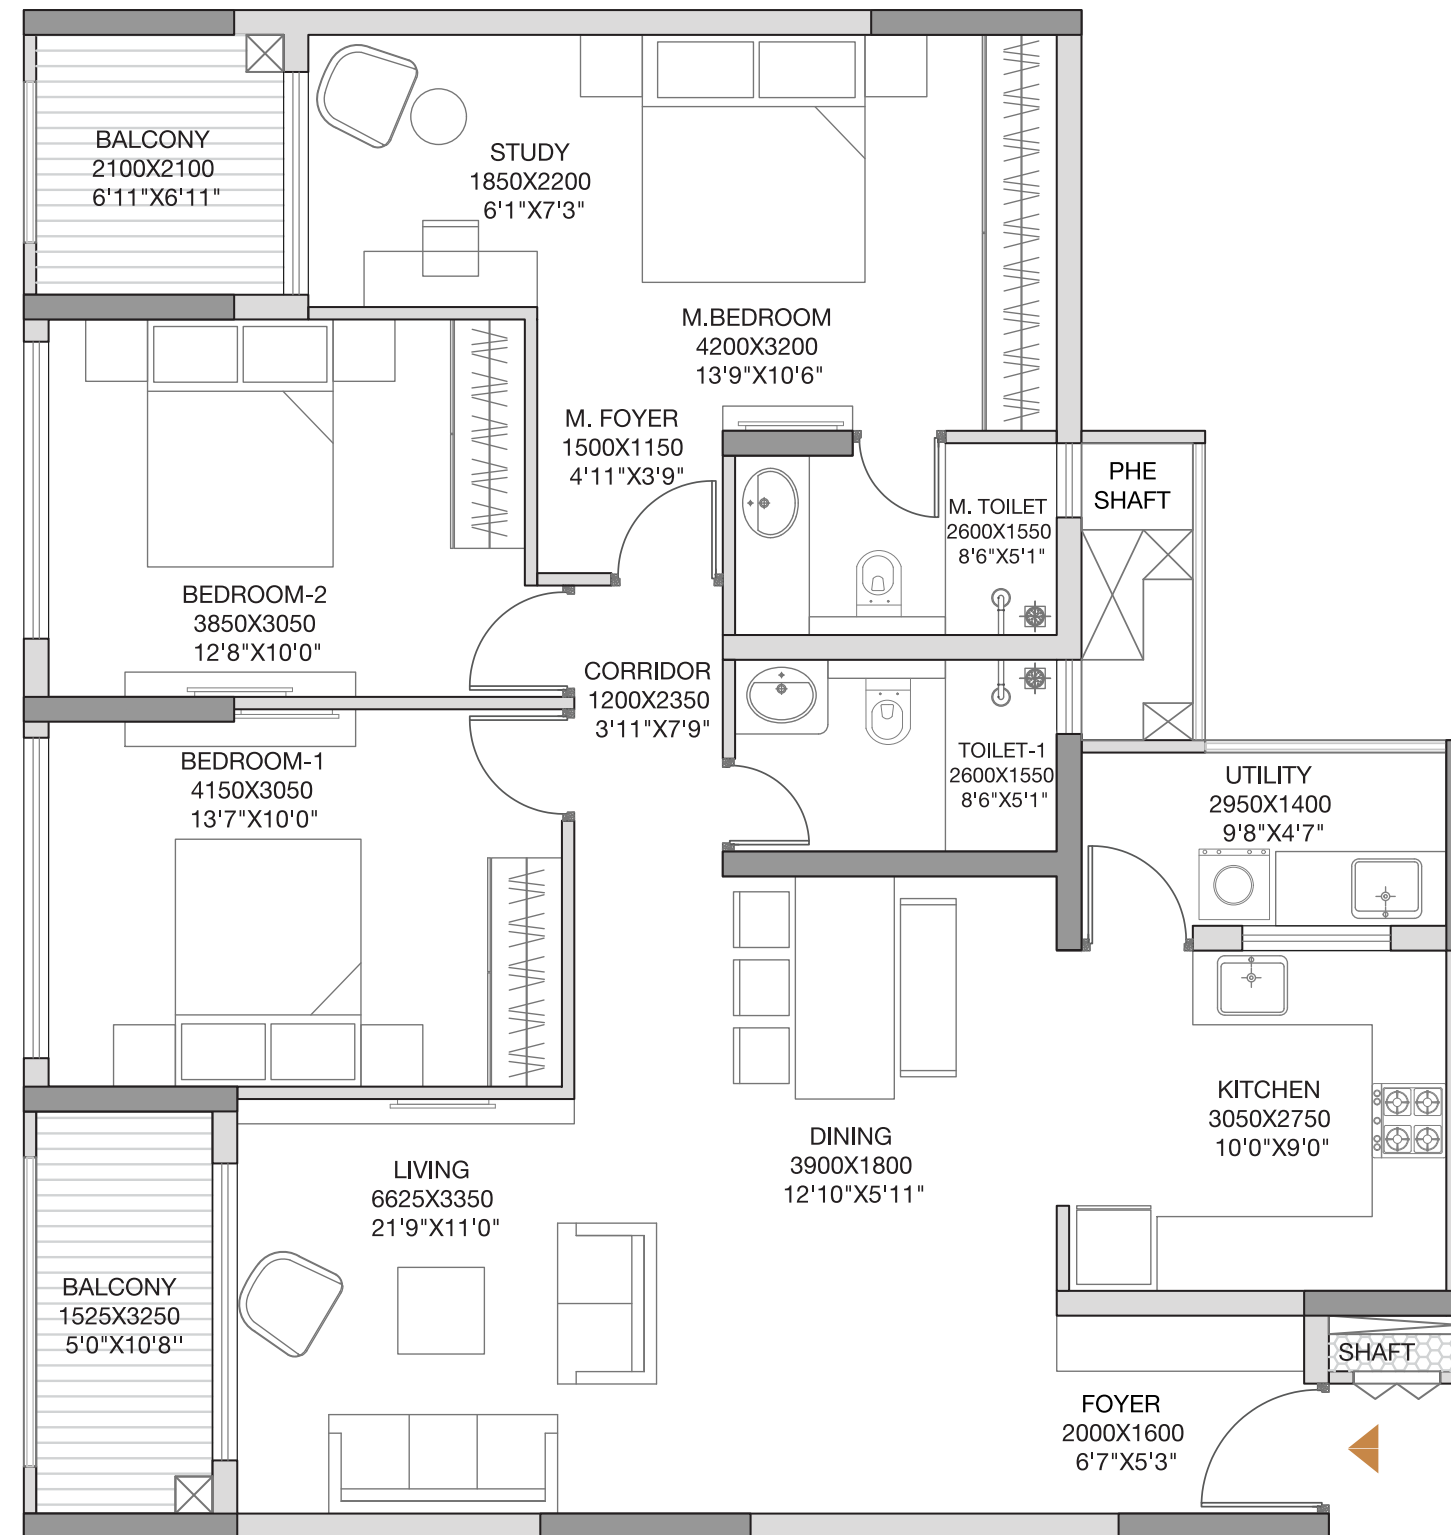 BALCONY
2100X2100
6'11"X6'11"
STUDY
1850X2200
6'1"X7'3"
M.BEDROOM
4200X3200
13'9"X10'6"
M. FOYER
1500X1150
4'11"X3'9"
PHE
SHAFT
M. TOILET
2600X1550
8'6"X5'1"
BEDROOM-2
3850X3050
12'8"X10'0"
CORRIDOR
1200X2350
3'11"X7'9"
BEDROOM-1
4150X3050
13'7"X10'0"
TOILET-1
2600X1550
8'6"X5'1"
UTILITY
2950X1400
9'8"X4'7"
KITCHEN
3050X2750
10'0"X9'0"
DINING
3900X1800
12'10"X5'11"
LIVING
6625X3350
21'9"X11'0"
BALCONY
1525X3250
5'0"X10'8"
SHAFT
FOYER
2000X1600
6'7"X5'3"